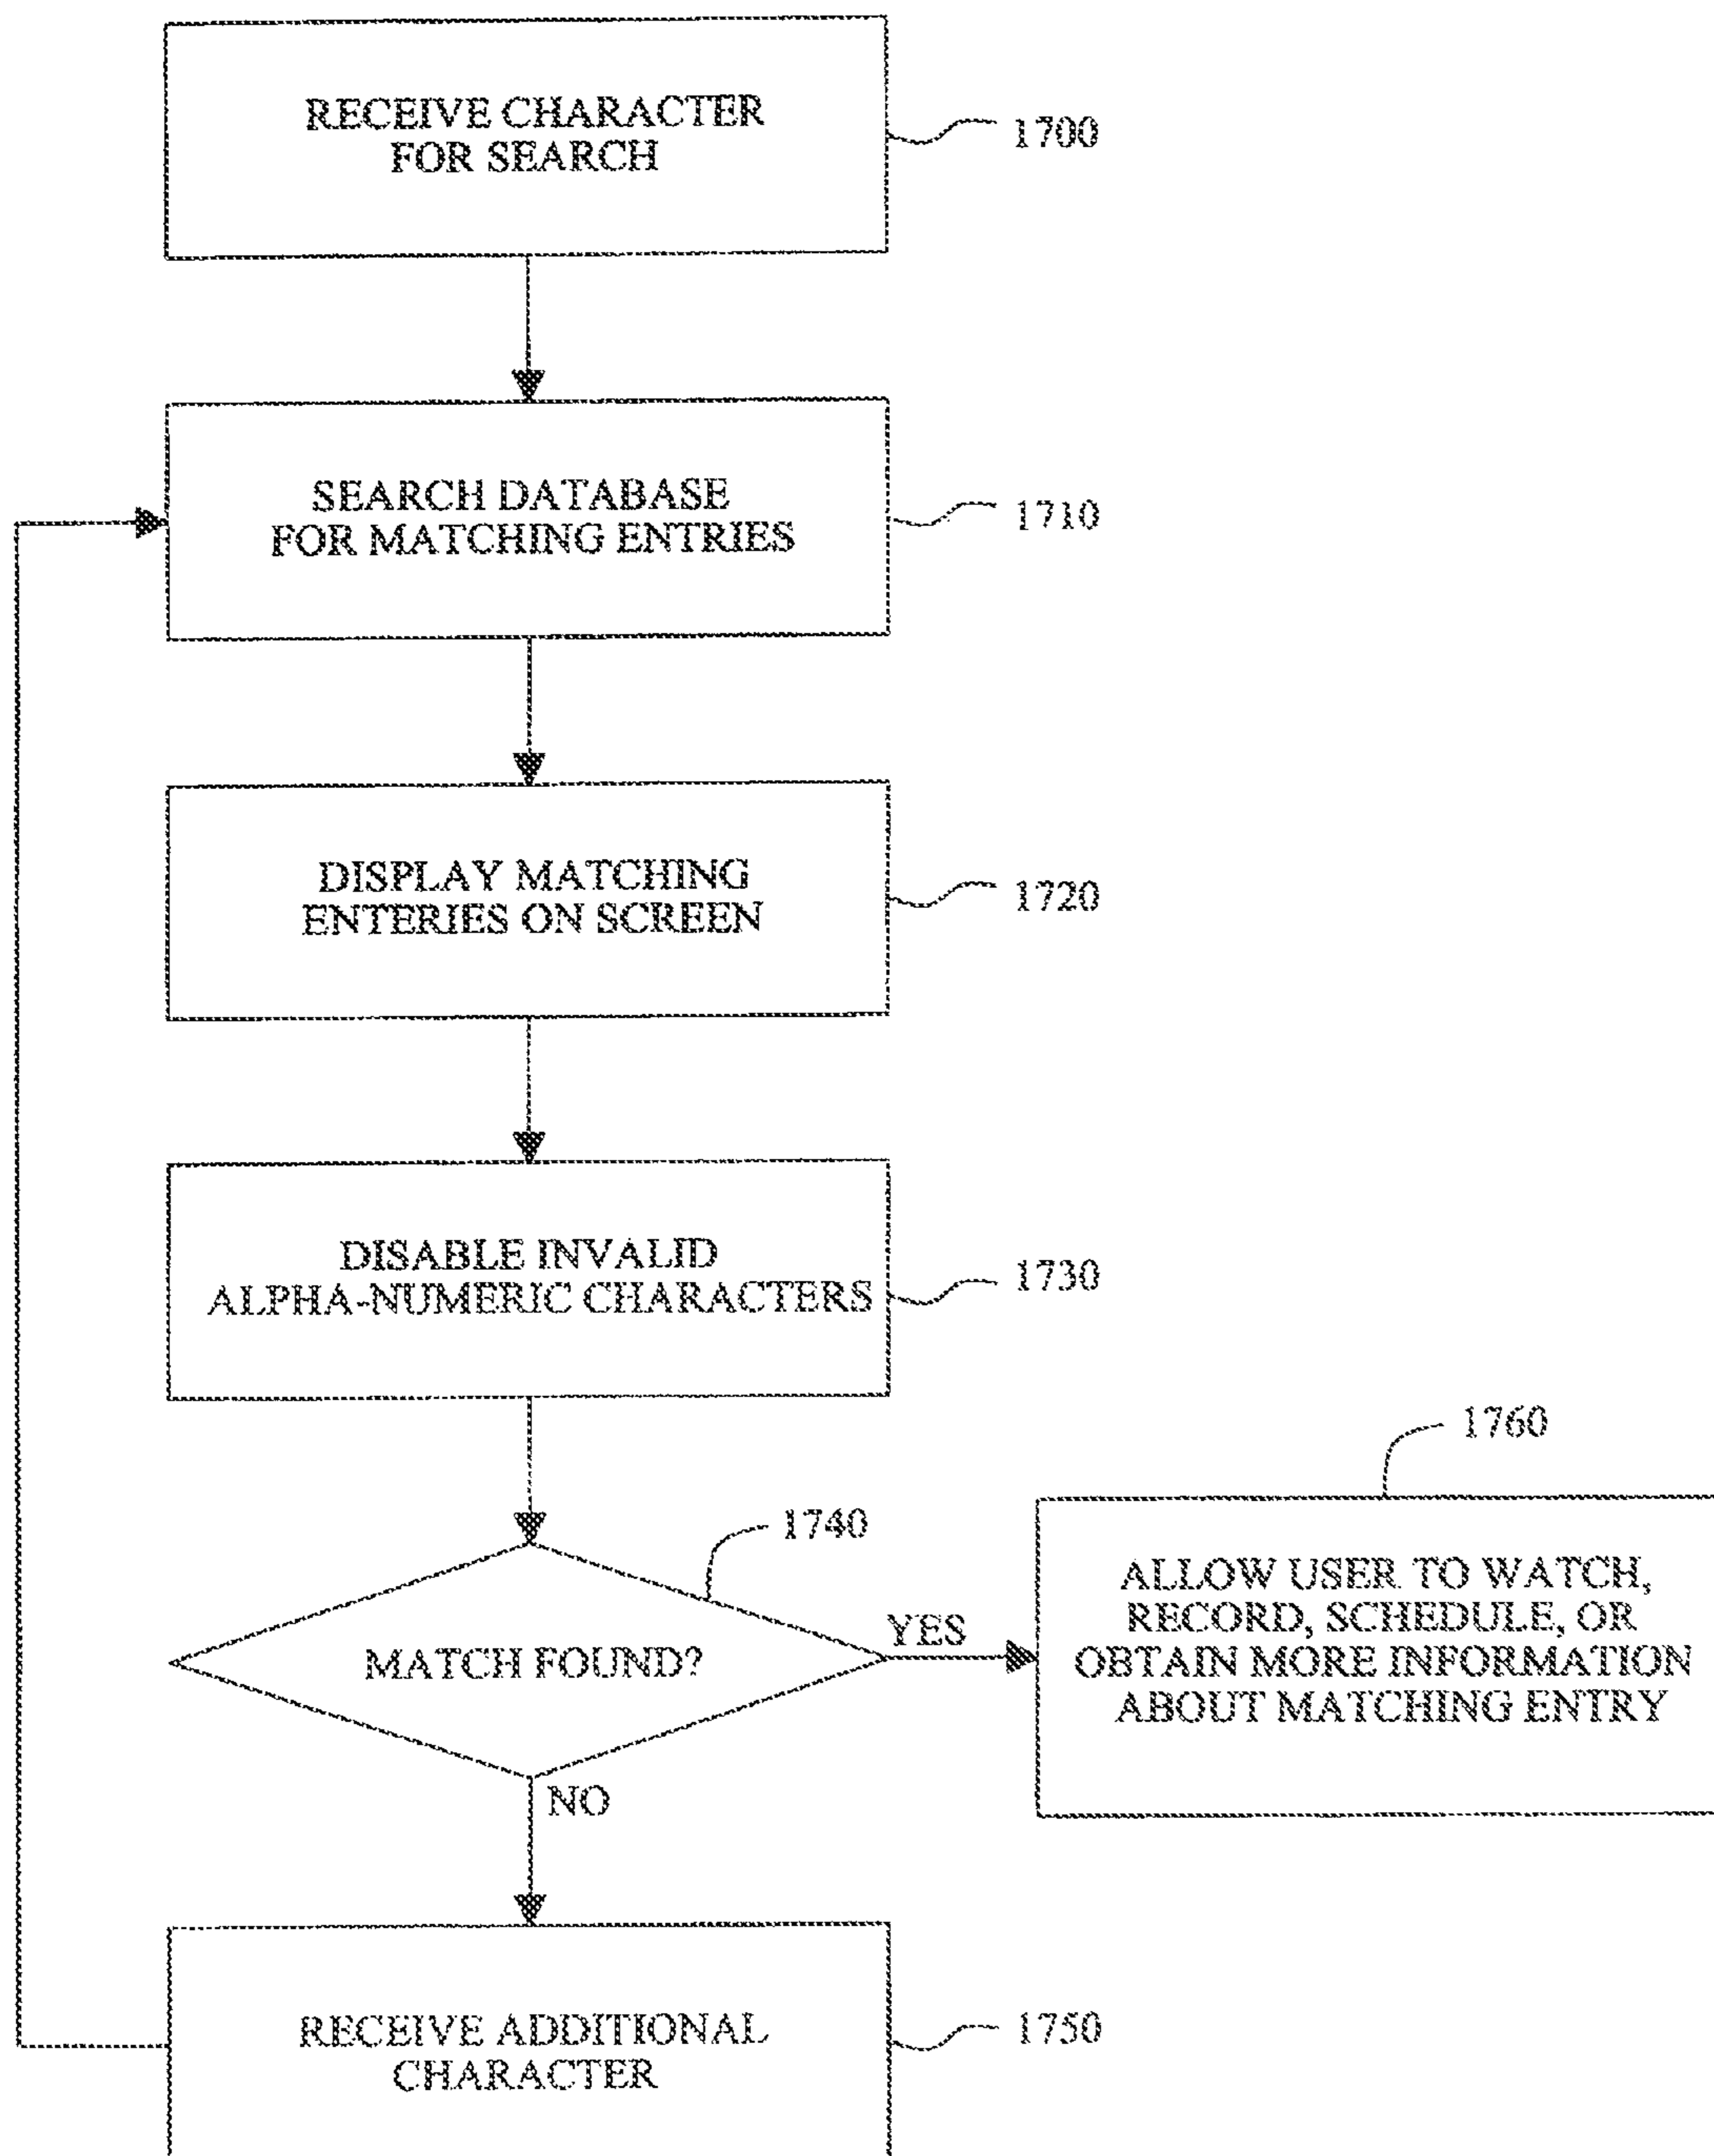 RECEIVE CHARACTER
FOR SEARCH
1700
SEARCH DATABASE
FOR MATCHING ENTRIES
1710
DISPLAY MATCHING
ENTERIES ON SCREEN
1720
DISABLE INVALID
ALPHA-NUMERIC CHARACTERS
1730
1740
MATCH FOUND?
YES
NO
1760
ALLOW USER TO WATCH,
RECORD, SCHEDULE, OR
OBTAIN MORE INFORMATION
ABOUT MATCHING ENTRY
RECEIVE ADDITIONAL
CHARACTER
1750